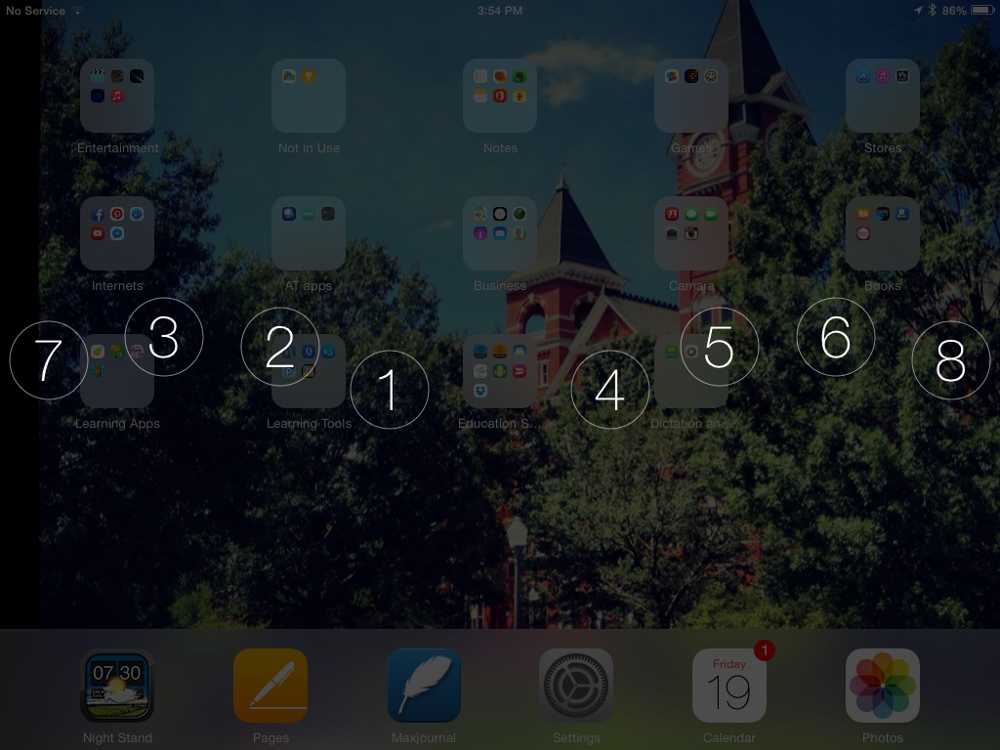 No Service 3:54 PM 86%
Entertainment Not in Use Notes Games Stores
Internets AT apps Business Camara Books
7 3 2 1 4 5 6 8
Learning Apps Learning Tools Education S... Dictation an...
07 30 Friday 1
19
Night Stand Pages Maxjournal Settings Calendar Photos